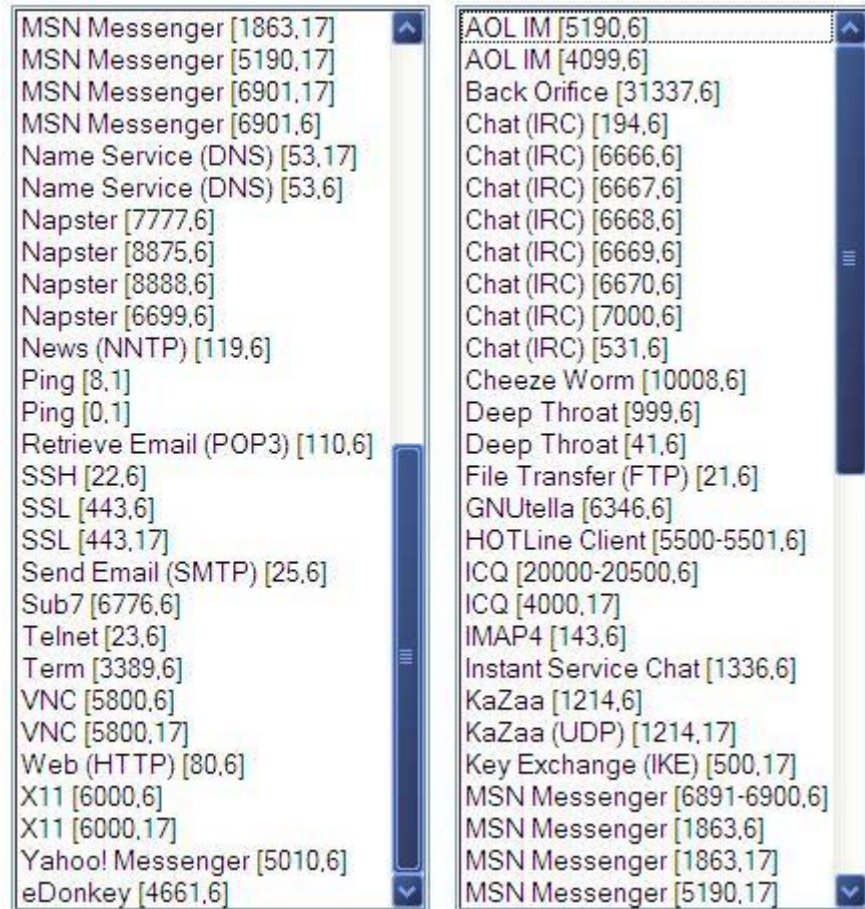 MSN Messenger [1863,17]
MSN Messenger [5190,17]
MSN Messenger [6901,17]
MSN Messenger [6901,6]
Name Service (DNS) [53,17]
Name Service (DNS) [53,6]
Napster [7777,6]
Napster [8875,6]
Napster [8888,6]
Napster [6699,6]
News (NNTP) [119,6]
Ping [8,1]
Ping [0,1]
Retrieve Email (POP3) [110,6]
SSH [22,6]
SSL [443,6]
SSL [443,17]
Send Email (SMTP) [25,6]
Sub7 [6776,6]
Telnet [23,6]
Term [3389,6]
VNC [5800,6]
VNC [5800,17]
Web (HTTP) [80,6]
X11 [6000,6]
X11 [6000,17]
Yahoo! Messenger [5010,6]
eDonkey [4661,6]
AOL IM [5190,6]
AOL IM [4099,6]
Back Orifice [31337,6]
Chat (IRC) [194,6]
Chat (IRC) [6666,6]
Chat (IRC) [6667,6]
Chat (IRC) [6668,6]
Chat (IRC) [6669,6]
Chat (IRC) [6670,6]
Chat (IRC) [7000,6]
Chat (IRC) [531,6]
Cheeze Worm [10008,6]
Deep Throat [999,6]
Deep Throat [41,6]
File Transfer (FTP) [21,6]
GNUtella [6346,6]
HOTLine Client [5500-5501,6]
ICQ [20000-20500,6]
ICQ [4000,17]
IMAP4 [143,6]
Instant Service Chat [1336,6]
KaZaa [1214,6]
KaZaa (UDP) [1214,17]
Key Exchange (IKE) [500,17]
MSN Messenger [6891-6900,6]
MSN Messenger [1863,6]
MSN Messenger [1863,17]
MSN Messenger [5190,17]